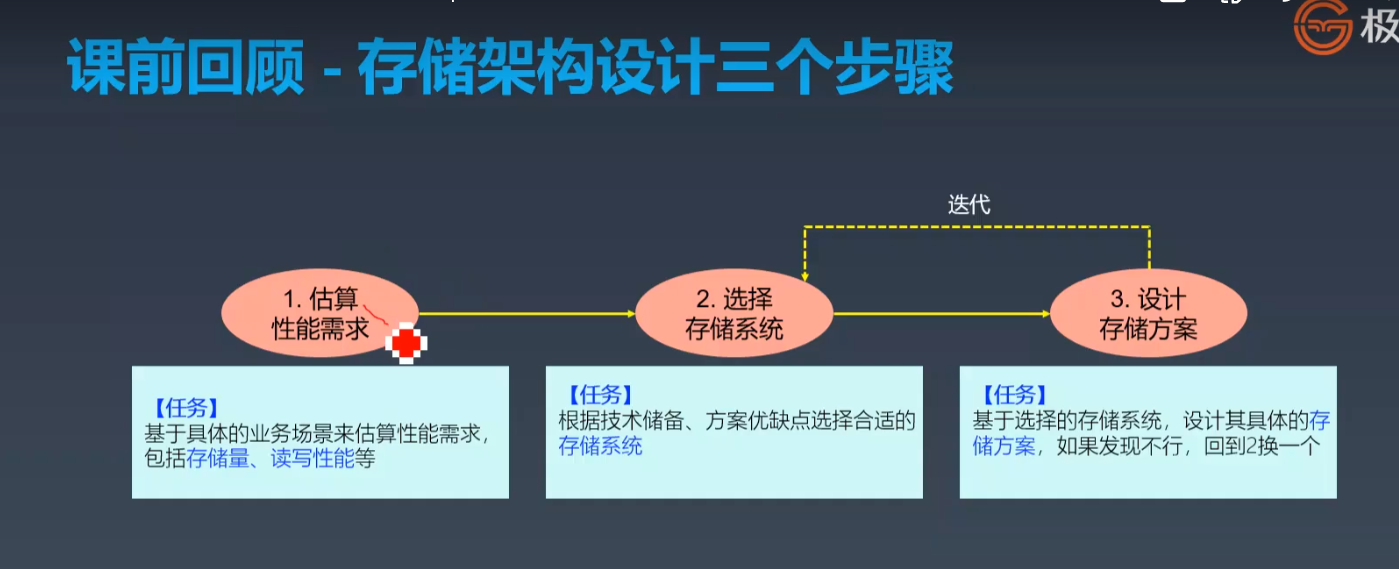 极
课前回顾 - 存储架构设计三个步骤
迭代
1. 估算
性能需求
2. 选择
存储系统
3. 设计
存储方案
【任务】
基于具体的业务场景来估算性能需求，
包括存储量、读写性能等
【任务】
根据技术储备、方案优缺点选择合适的
存储系统
【任务】
基于选择的存储系统，设计其具体的存
储方案，如果发现不行，回到2换一个